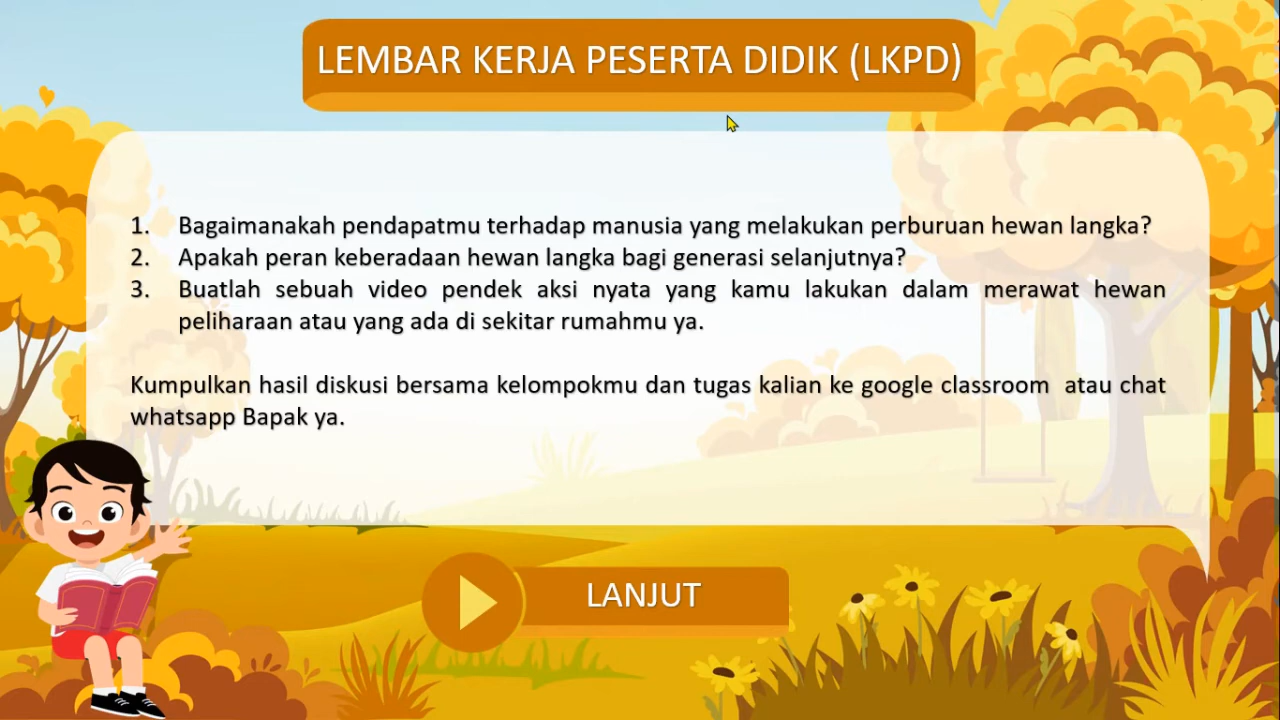 LEMBAR KERJA PESERTA DIDIK (LKPD)
1. Bagaimanakah pendapatmu terhadap manusia yang melakukan perburuan hewan langka?
2. Apakah peran keberadaan hewan langka bagi generasi selanjutnya?
3. Buatlah sebuah video pendek aksi nyata yang kamu lakukan dalam merawat hewan
peliharaan atau yang ada di sekitar rumahmu ya.
Kumpulkan hasil diskusi bersama kelompokmu dan tugas kalian ke google classroom atau chat
whatsapp Bapak ya.
LANJUT